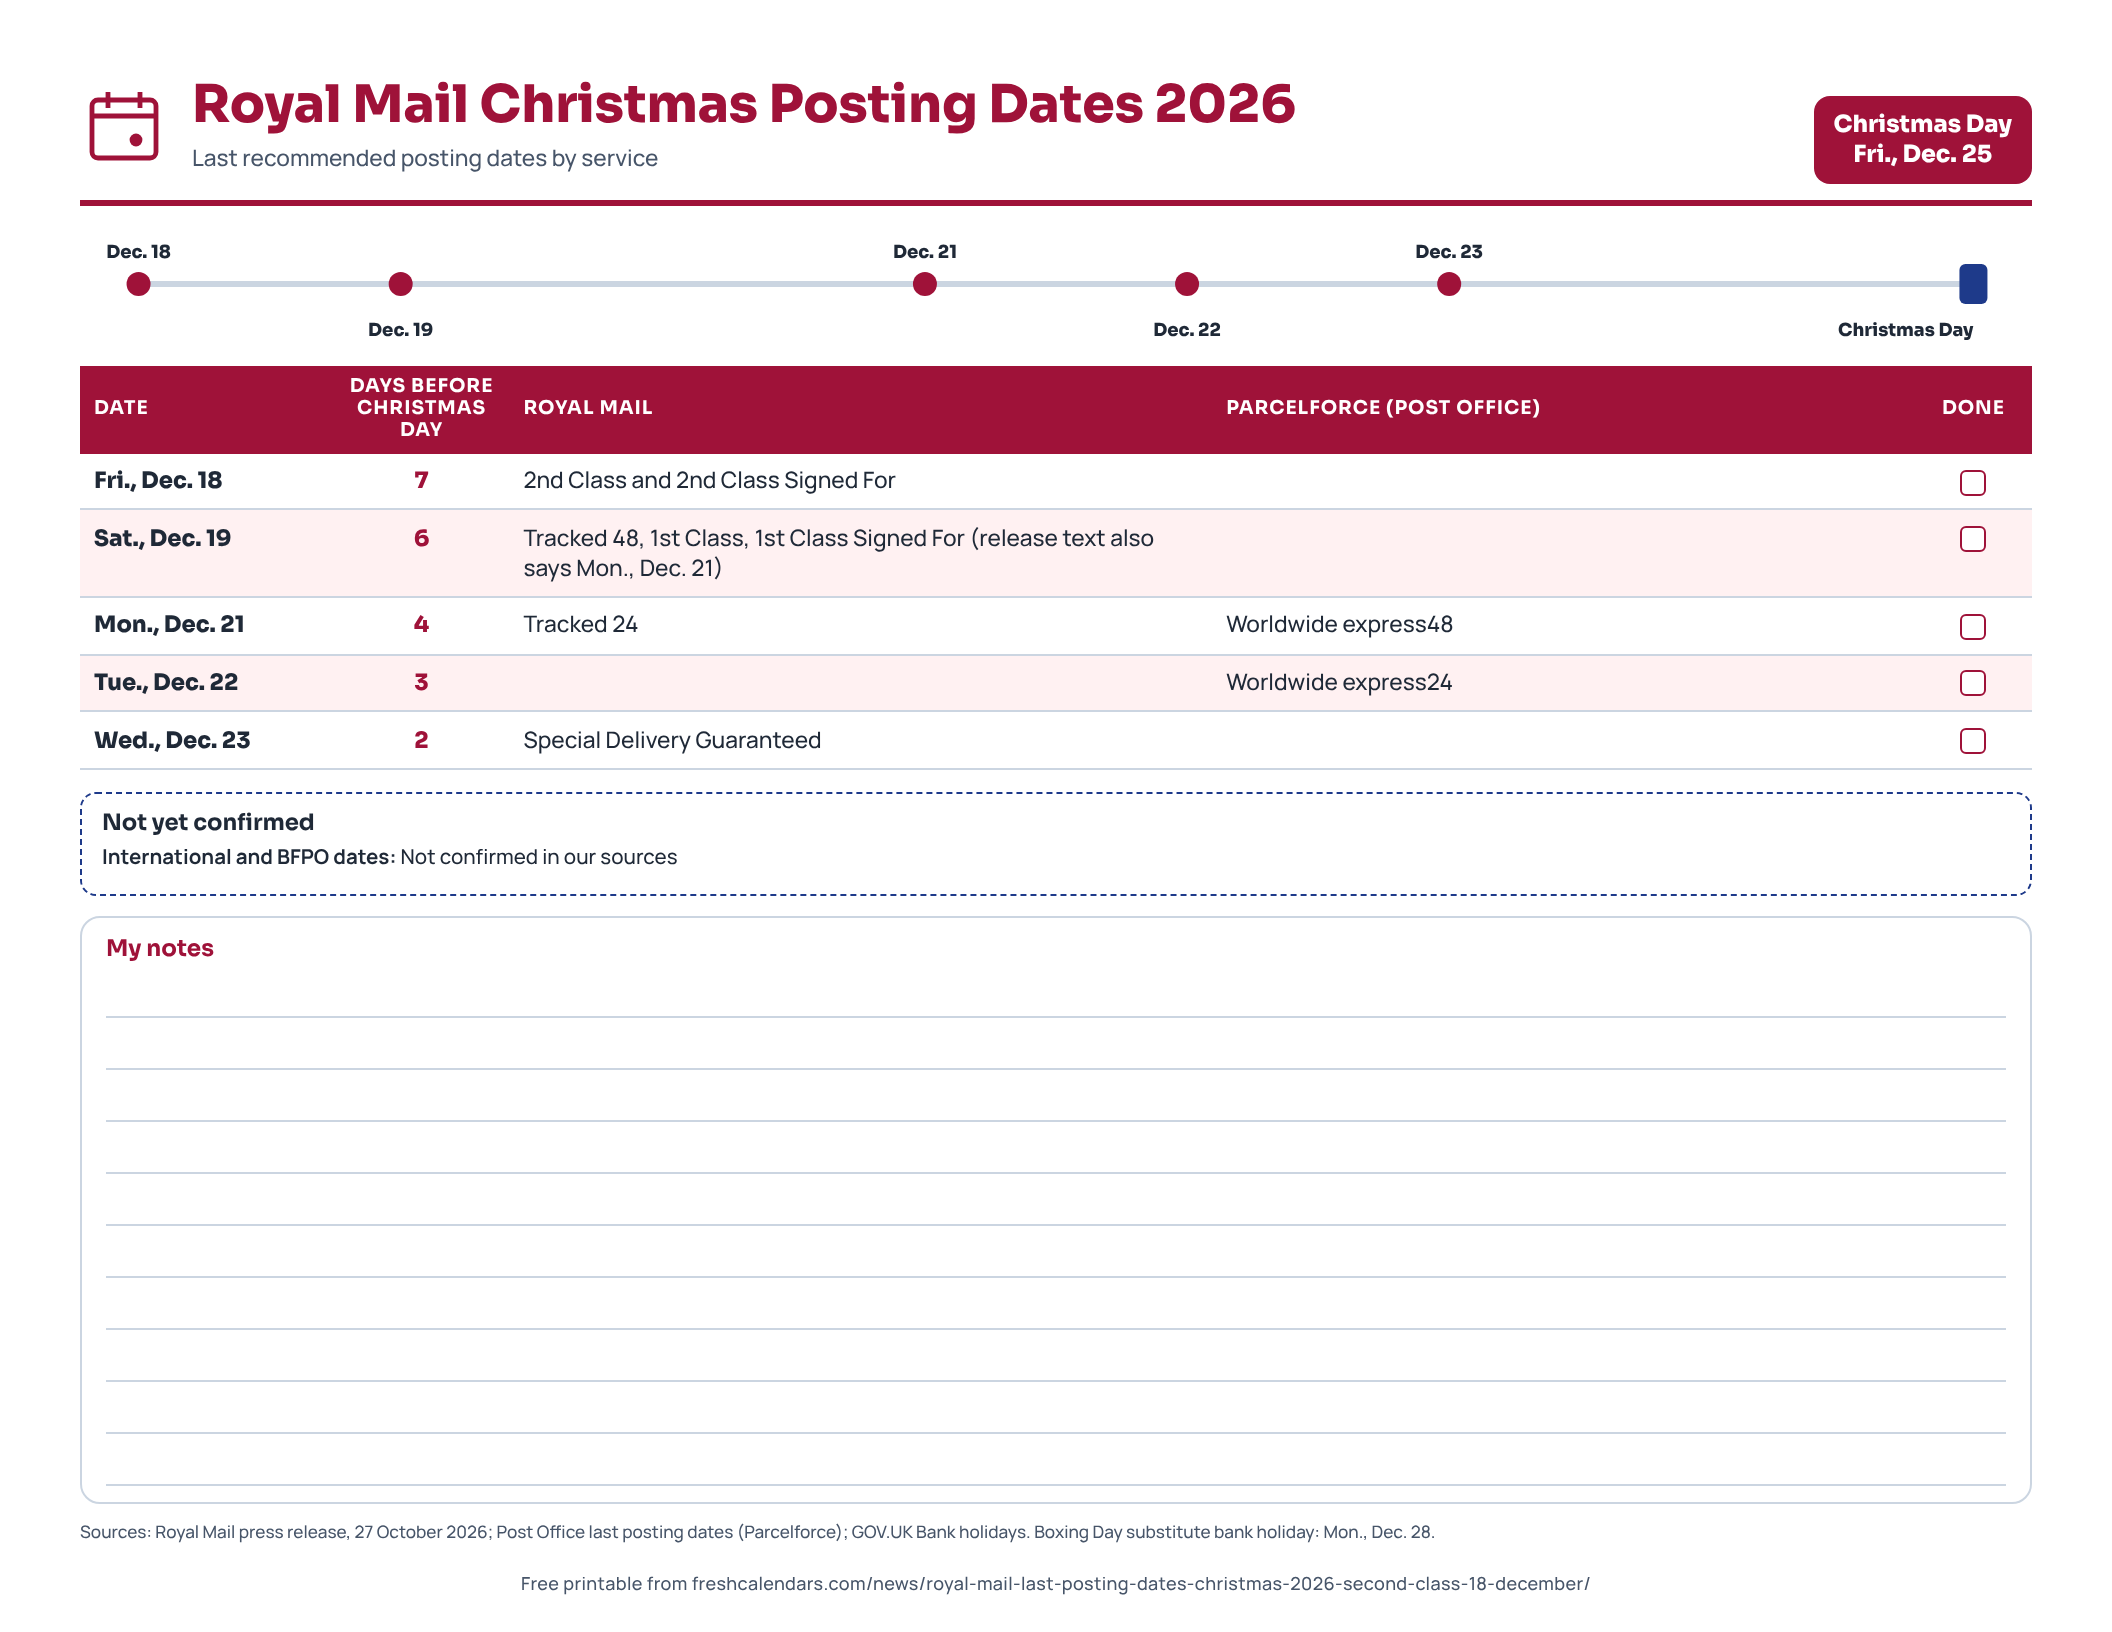 Royal Mail Christmas Posting Dates 2026
Last recommended posting dates by service
Christmas Day
Fri., Dec. 25
Dec. 18
Dec. 21
Dec. 23
Dec. 19
Dec. 22
Christmas Day
DATE
DAYS BEFORE
CHRISTMAS
DAY
ROYAL MAIL
PARCELFORCE (POST OFFICE)
DONE
Fri., Dec. 18 7 2nd Class and 2nd Class Signed For
Sat., Dec. 19 6 Tracked 48, 1st Class, 1st Class Signed For (release text also
says Mon., Dec. 21)
Mon., Dec. 21 4 Tracked 24 Worldwide express48
Tue., Dec. 22 3 Worldwide express24
Wed., Dec. 23 2 Special Delivery Guaranteed
Not yet confirmed
International and BFPO dates: Not confirmed in our sources
My notes
Sources: Royal Mail press release, 27 October 2026; Post Office last posting dates (Parcelforce); GOV.UK Bank holidays. Boxing Day substitute bank holiday: Mon., Dec. 28.
Free printable from freshcalendars.com/news/royal-mail-last-posting-dates-christmas-2026-second-class-18-december/